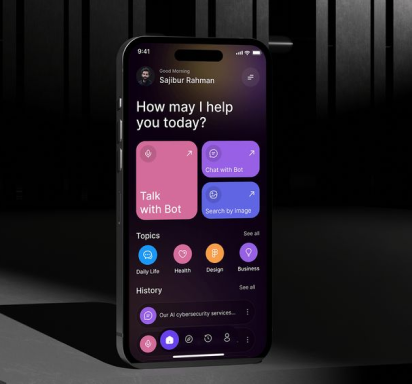 9:41
Good Morning
Sajibur Rahman
How may I help
you today?
Talk
with Bot
Chat with Bot
Search by image
Topics
See all
Daily Life
Health
Design
Business
History
See all
Our AI cybersecurity services...